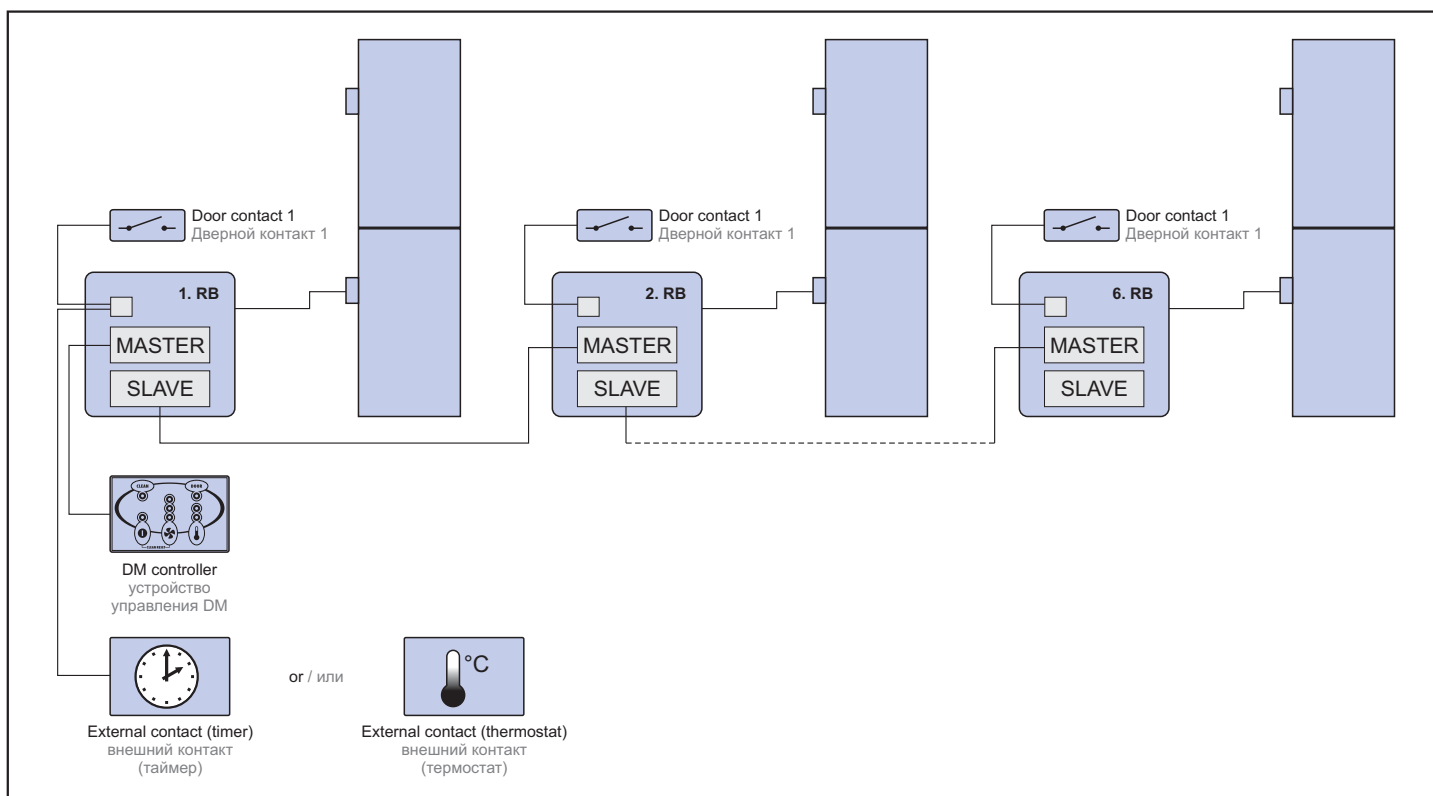 Door contact 1
Дверной контакт 1
Door contact 1
Дверной контакт 1
Door contact 1
Дверной контакт 1
1. RB
MASTER
SLAVE
2. RB
MASTER
SLAVE
6. RB
MASTER
SLAVE
CLEAN
DOOR
DM controller
устройство
управления DM
°C
or / или
External contact (timer)
внешний контакт
(таймер)
External contact (thermostat)
внешний контакт
(термостат)